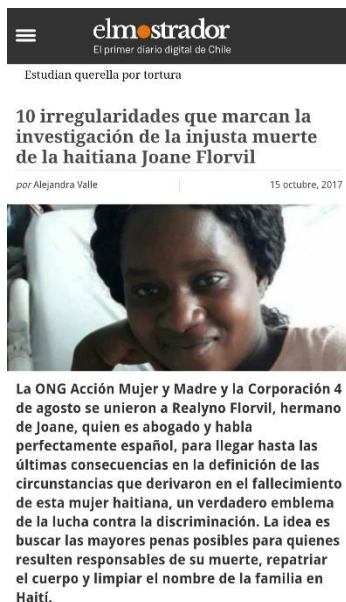 elmostrador
El primer diario digital de Chile
Estudian querella por tortura
10 irregularidades que marcan la
investigación de la injusta muerte
de la haitiana Joane Florvil
por Alejandra Valle
15 octubre, 2017
La ONG Acción Mujer y Madre y la Corporación 4
de agosto se unieron a Realyno Florvil, hermano
de Joane, quien es abogado y habla
perfectamente español, para llegar hasta las
últimas consecuencias en la definición de las
circunstancias que derivaron en el fallecimiento
de esta mujer haitiana, un verdadero emblema
de la lucha contra la discriminación. La idea es
buscar las mayores penas posibles para quienes
resulten responsables de su muerte, repatriar
el cuerpo y limpiar el nombre de la familia en
Haití.